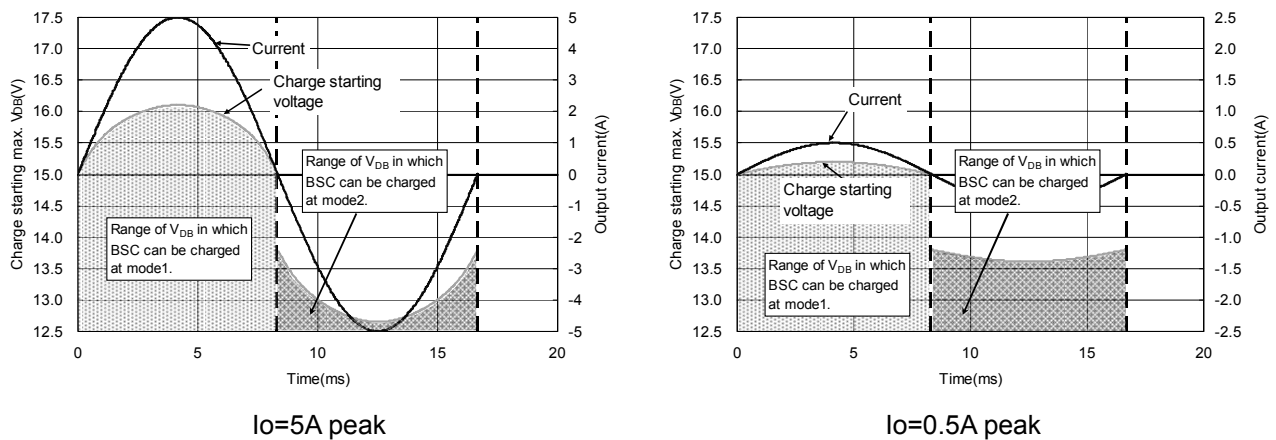 Charge starting max. VDB(V)
17.5
17.0
16.5
16.0
15.5
15.0
14.5
14.0
13.5
13.0
12.5
5
4
3
2
1
0
-1
-2
-3
-4
-5
Output current(A)
Current
Charge starting
voltage
Range of VDB in which
BSC can be charged
at mode2.
Range of VDB in which
BSC can be charged
at mode1.
0
5
10
15
20
Time(ms)
Io=5A peak
Charge starting max. VDB(V)
17.5
17.0
16.5
16.0
15.5
15.0
14.5
14.0
13.5
13.0
12.5
2.5
2.0
1.5
1.0
0.5
0.0
-0.5
-1.0
-1.5
-2.0
-2.5
Output current(A)
Current
Range of VDB in which
BSC can be charged
at mode2.
Charge starting
voltage
Range of VDB in which
BSC can be charged
at mode1.
0
5
10
15
20
Time(ms)
Io=0.5A peak